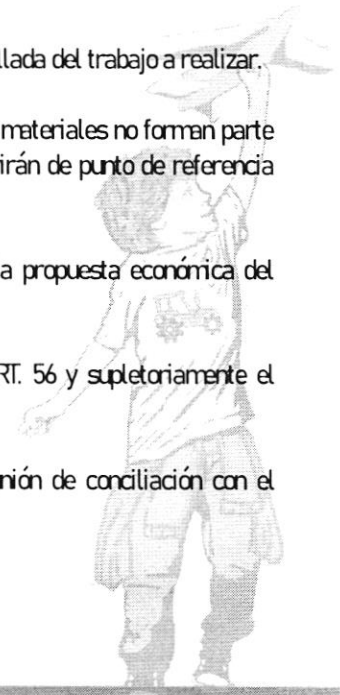 llada del trabajo a realizar.
materiales no forman parte
irán de punto de referencia
a propuesta económica del
RT. 56 y supletoriamente el
nión de conciliación con el